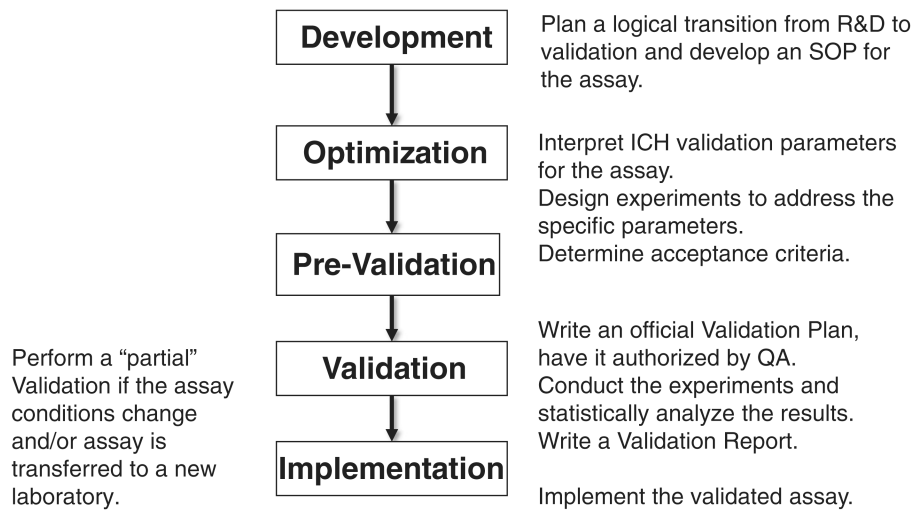 Development
Plan a logical transition from R&D to
validation and develop an SOP for
the assay.
Optimization
Interpret ICH validation parameters
for the assay.
Design experiments to address the
specific parameters.
Determine acceptance criteria.
Pre-Validation
Validation
Write an official Validation Plan,
have it authorized by QA.
Conduct the experiments and
statistically analyze the results.
Write a Validation Report.
Perform a “partial”
Validation if the assay
conditions change
and/or assay is
transferred to a new
laboratory.
Implementation
Implement the validated assay.